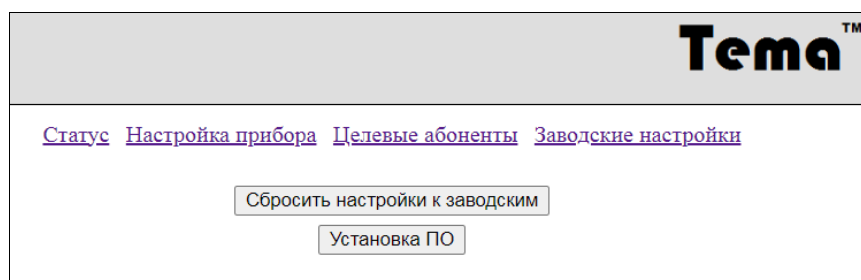 Tema™
Статус Настройка прибора Целевые абоненты Заводские настройки
Сбросить настройки к заводским
Установка ПО